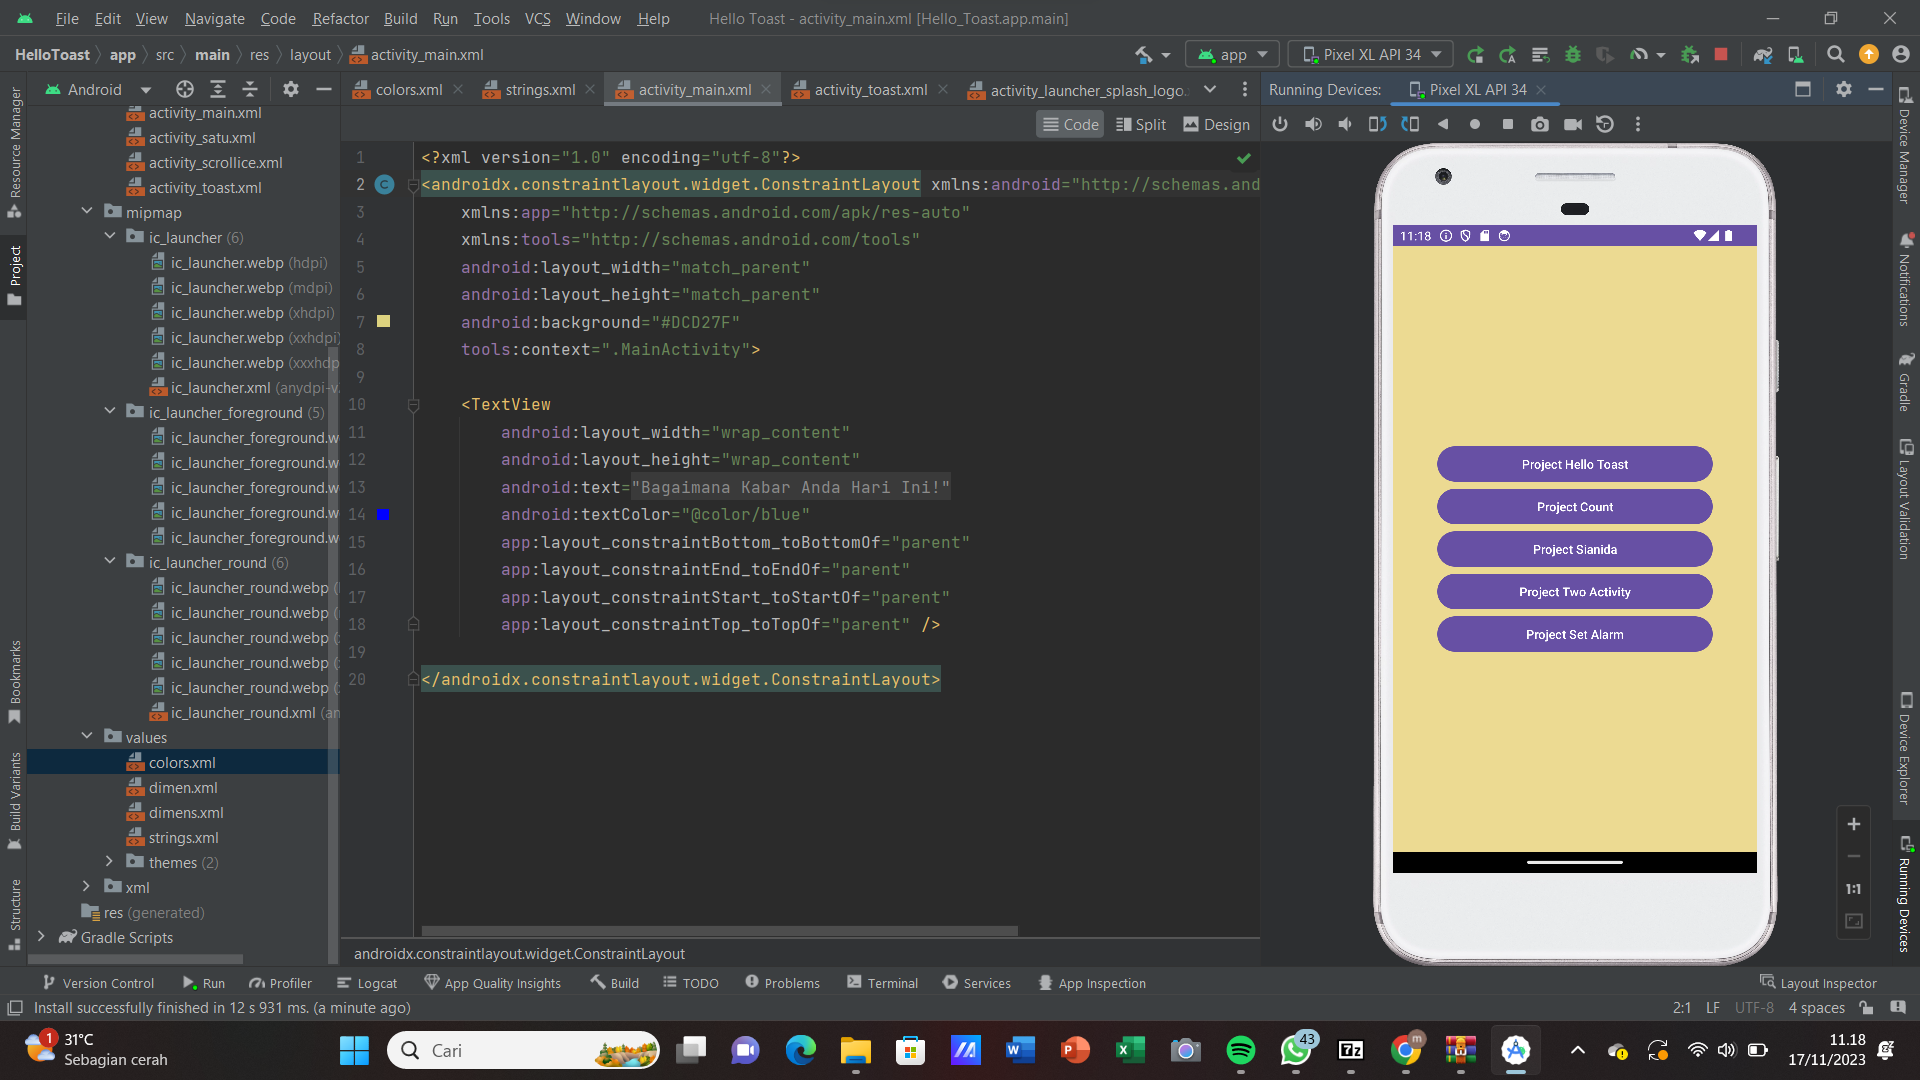 File Edit View Navigate Code Refactor Build Run Tools VCS Window Help Hello Toast - activity_main.xml [Hello_Toast.app.main]
HelloToast app src main res layout activity_main.xml app Pixel XL API 34
Android colors.xml strings.xml activity_main.xml activity_toast.xml activity_launcher_splash_logo. Running Devices: Pixel XL API 34
Code Split Design
Resource Manager
Project
Bookmarks
Build Variants
Structure
activity_main.xml
activity_satu.xml
activity_scrollice.xml
activity_toast.xml
mipmap
ic_launcher (6)
ic_launcher.webp (hdpi)
ic_launcher.webp (mdpi)
ic_launcher.webp (xhdpi)
ic_launcher.webp (xxhdpi)
ic_launcher.webp (xxxhdp
ic_launcher.xml (anydpi-v
ic_launcher_foreground (5)
ic_launcher_foreground.w
ic_launcher_foreground.w
ic_launcher_foreground.w
ic_launcher_foreground.w
ic_launcher_foreground.w
ic_launcher_round (6)
ic_launcher_round.webp (
ic_launcher_round.webp (
ic_launcher_round.webp (
ic_launcher_round.webp (
ic_launcher_round.webp (
ic_launcher_round.xml (an
values
colors.xml
dimen.xml
dimens.xml
strings.xml
themes (2)
xml
res (generated)
Gradle Scripts
1 <?xml version="1.0" encoding="utf-8"?>
2 C <androidx.constraintlayout.widget.ConstraintLayout xmlns:android="http://schemas.and
3 xmlns:app="http://schemas.android.com/apk/res-auto"
4 xmlns:tools="http://schemas.android.com/tools"
5 android:layout_width="match_parent"
6 android:layout_height="match_parent"
7 android:background="#DCD27F"
8 tools:context=".MainActivity">
9
10 <TextView
11 android:layout_width="wrap_content"
12 android:layout_height="wrap_content"
13 android:text="Bagaimana Kabar Anda Hari Ini!"
14 android:textColor="@color/blue"
15 app:layout_constraintBottom_toBottomOf="parent"
16 app:layout_constraintEnd_toEndOf="parent"
17 app:layout_constraintStart_toStartOf="parent"
18 app:layout_constraintTop_toTopOf="parent" />
19
20 </androidx.constraintlayout.widget.ConstraintLayout>
androidx.constraintlayout.widget.ConstraintLayout
11:18
Project Hello Toast
Project Count
Project Sianida
Project Two Activity
Project Set Alarm
1:1
Device Manager
Notifications
Gradle
Layout Validation
Device Explorer
Running Devices
Version Control Run Profiler Logcat App Quality Insights Build TODO Problems Terminal Services App Inspection Layout Inspector
Install successfully finished in 12 s 931 ms. (a minute ago) 2:1 LF UTF-8 4 spaces
1 31°C
Sebagian cerah
Cari
W P X 7z 43 m
11.18
17/11/2023